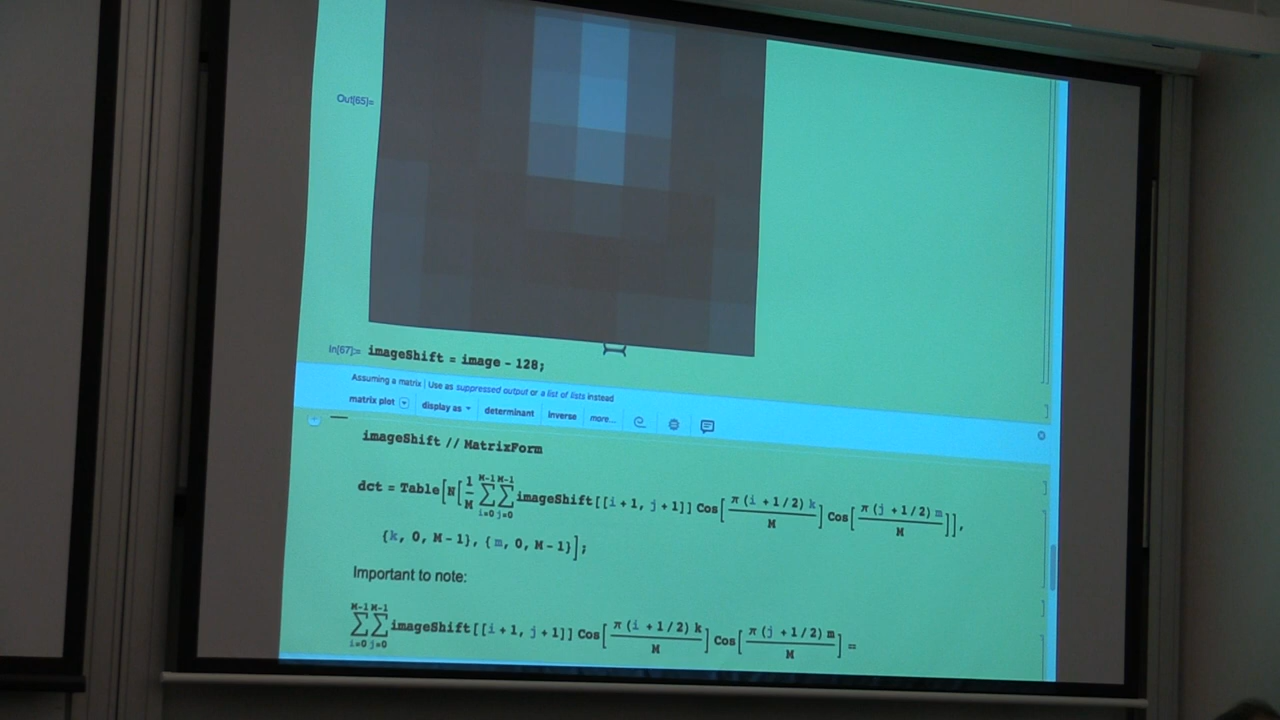 Out[65]=
In[67]:= imageShift = image - 128;
Assuming a matrix | Use as suppressed output or a list of lists instead
matrix plot display as determinant inverse more...
imageShift // MatrixForm
dct = Table[N[1/M ∑_{i=0}^{M-1} ∑_{j=0}^{M-1} imageShift[[i + 1, j + 1]] Cos[π (i + 1/2) k / M] Cos[π (j + 1/2) m / M]],
{k, 0, M - 1}, {m, 0, M - 1}];
Important to note:
∑_{i=0}^{M-1} ∑_{j=0}^{M-1} imageShift[[i + 1, j + 1]] Cos[π (i + 1/2) k / M] Cos[π (j + 1/2) m / M] =